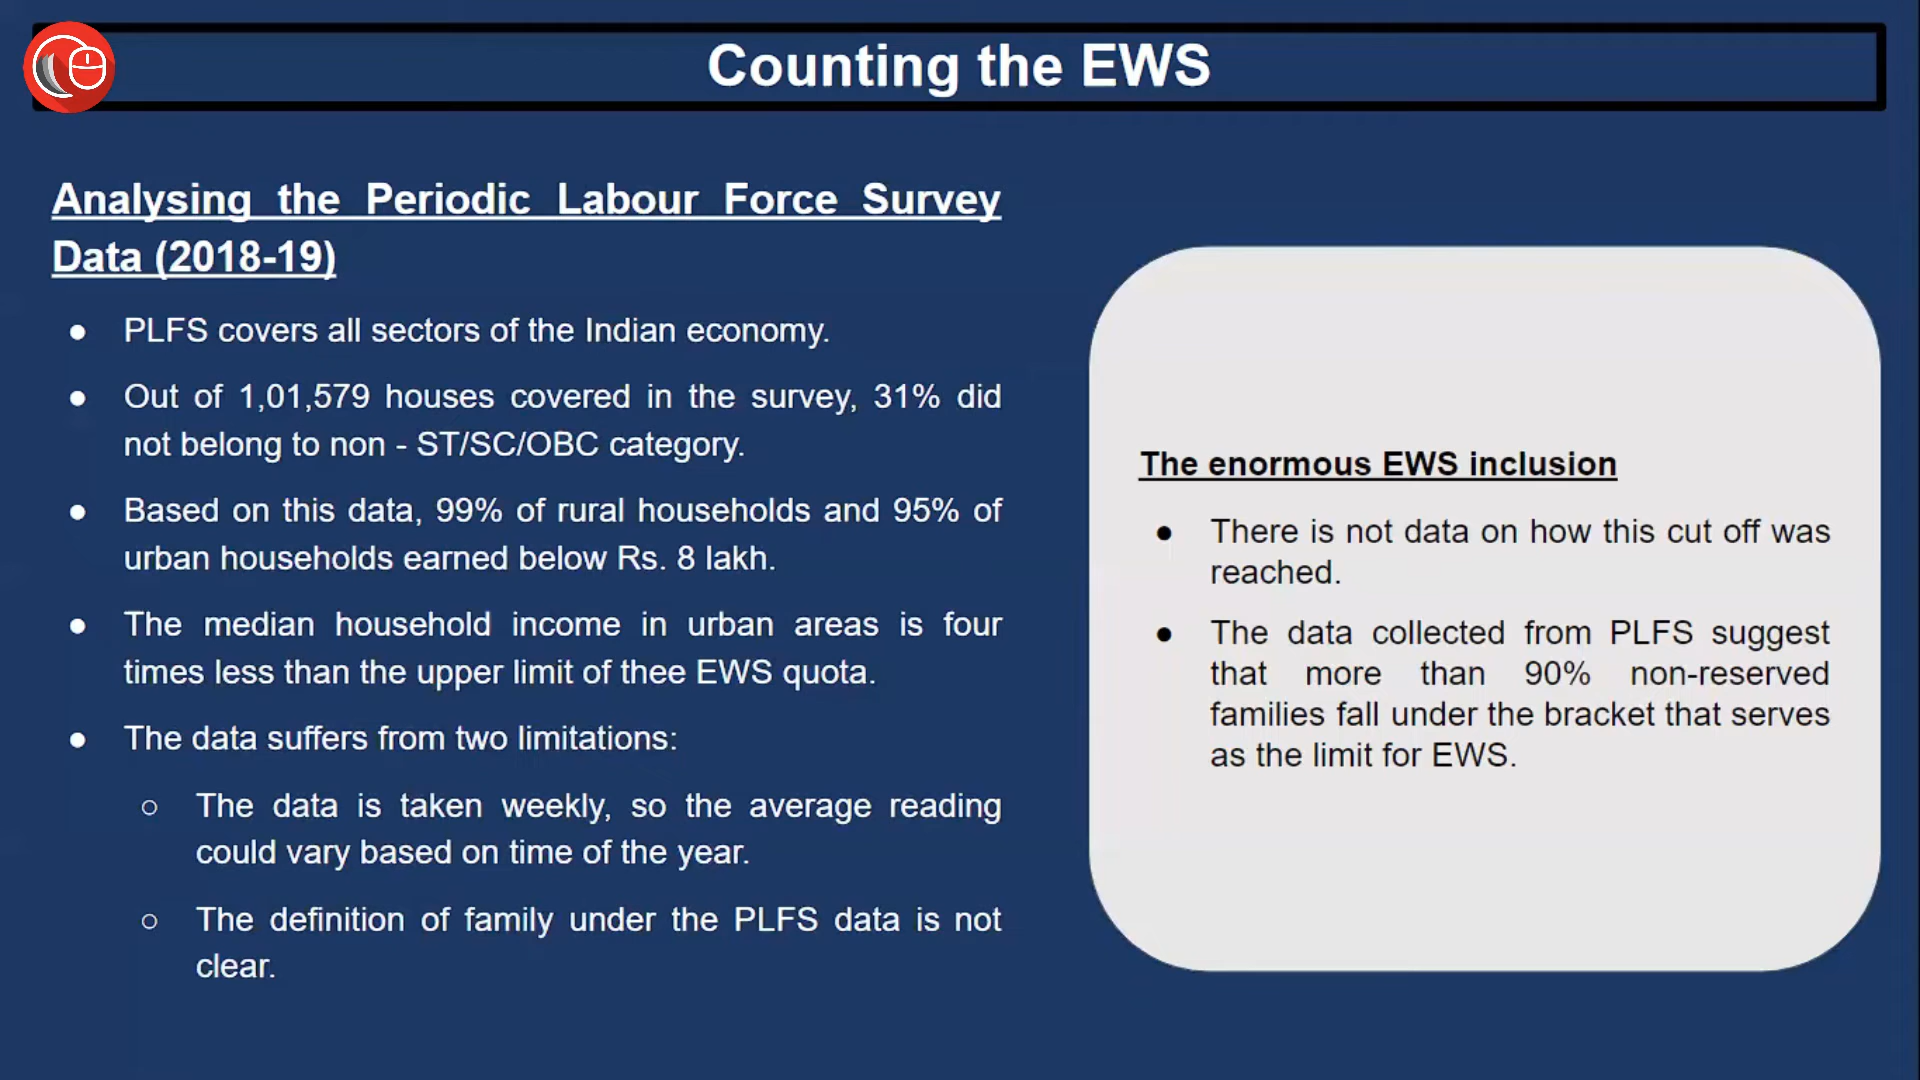 Counting the EWS
Analysing the Periodic Labour Force Survey
Data (2018-19)
● PLFS covers all sectors of the Indian economy.
● Out of 1,01,579 houses covered in the survey, 31% did
not belong to non - ST/SC/OBC category.
● Based on this data, 99% of rural households and 95% of
urban households earned below Rs. 8 lakh.
● The median household income in urban areas is four
times less than the upper limit of thee EWS quota.
● The data suffers from two limitations:
○ The data is taken weekly, so the average reading
could vary based on time of the year.
○ The definition of family under the PLFS data is not
clear.
The enormous EWS inclusion
● There is not data on how this cut off was
reached.
● The data collected from PLFS suggest
that more than 90% non-reserved
families fall under the bracket that serves
as the limit for EWS.